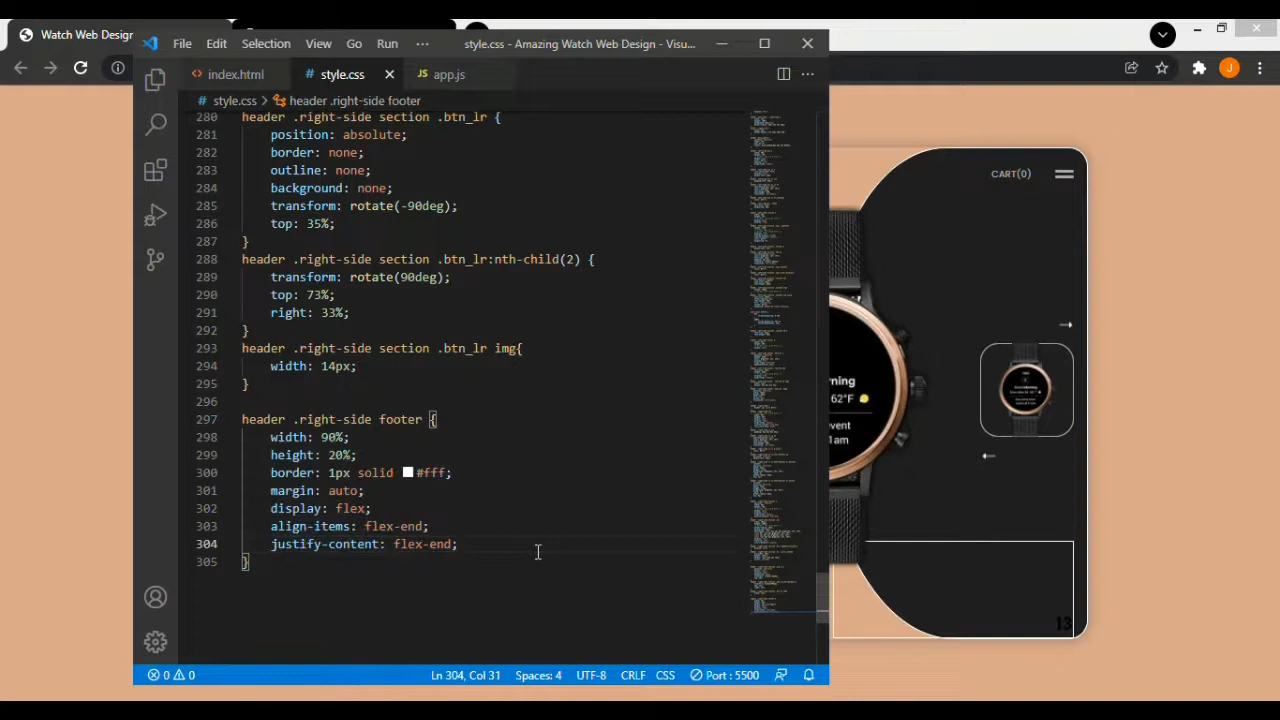 Watch Web Design
File Edit Selection View Go Run ··· style.css - Amazing Watch Web Design - Visu...
index.html style.css app.js
style.css > header .right-side footer
280 header .right-side section .btn_lr {
281 position: absolute;
282 border: none;
283 outline: none;
284 background: none;
285 transform: rotate(-90deg);
286 top: 35%;
287 }
288 header .right-side section .btn_lr:nth-child(2) {
289 transform: rotate(90deg);
290 top: 73%;
291 right: 33%;
292 }
293 header .right-side section .btn_lr img{
294 width: 14px;
295 }
296
297 header .right-side footer {
298 width: 90%;
299 height: 20%;
300 border: 1px solid #fff;
301 margin: auto;
302 display: flex;
303 align-items: flex-end;
304 justify-content: flex-end;
305 }
0 0 Ln 304, Col 31 Spaces: 4 UTF-8 CRLF CSS Port : 5500
J
CART(0)
rning
62°F
vent
1am
13